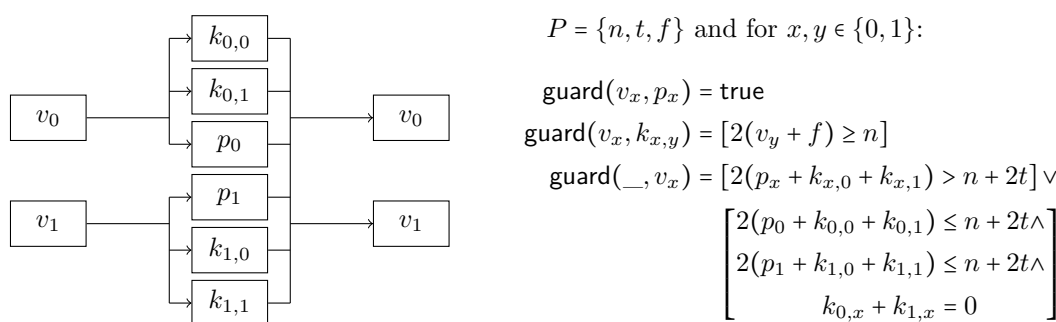 k_{0,0}
k_{0,1}
v_0
v_0
p_0
p_1
v_1
v_1
k_{1,0}
k_{1,1}
P = {n, t, f} and for x, y ∈ {0, 1}:
guard(v_x, p_x) = true
guard(v_x, k_{x,y}) = [2(v_y + f) ≥ n]
guard(_, v_x) = [2(p_x + k_{x,0} + k_{x,1}) > n + 2t] ∨
[2(p_0 + k_{0,0} + k_{0,1}) ≤ n + 2t∧
2(p_1 + k_{1,0} + k_{1,1}) ≤ n + 2t∧
k_{0,x} + k_{1,x} = 0]